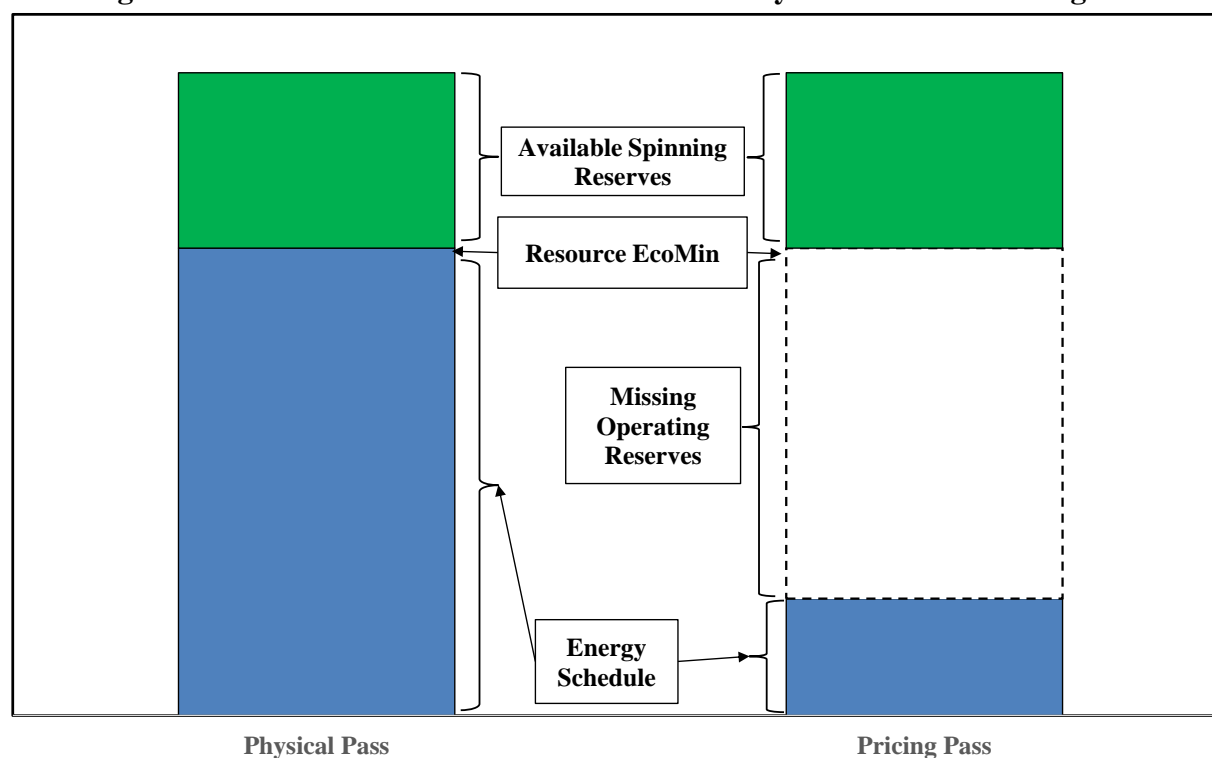 Available Spinning
Reserves
Resource EcoMin
Missing
Operating
Reserves
Energy
Schedule
Physical Pass
Pricing Pass